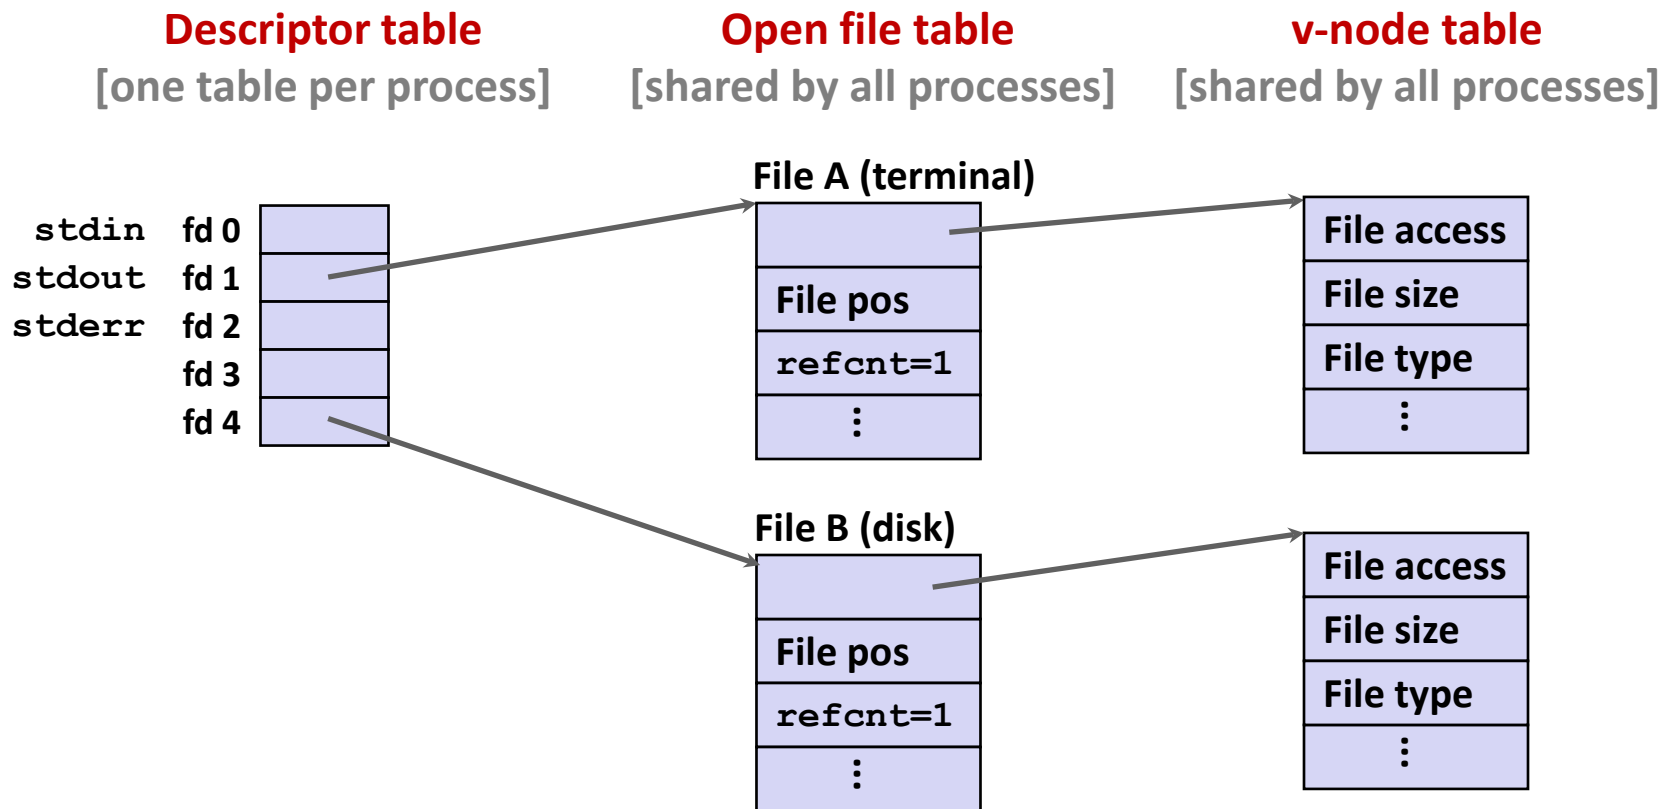 Descriptor table
[one table per process]
Open file table
[shared by all processes]
v-node table
[shared by all processes]
stdin fd 0
stdout fd 1
stderr fd 2
fd 3
fd 4
File A (terminal)
File pos
refcnt=1
⋮
File access
File size
File type
⋮
File B (disk)
File pos
refcnt=1
⋮
File access
File size
File type
⋮